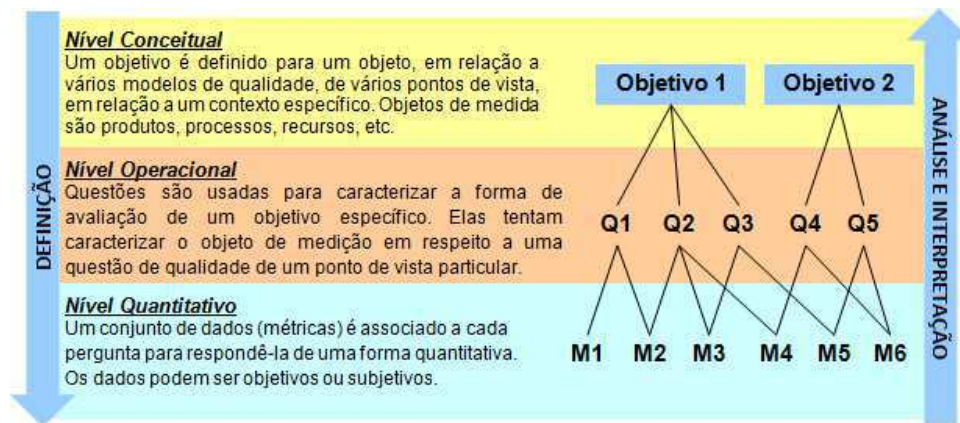 DEFINIÇÃO
Nível Conceitual
Um objetivo é definido para um objeto, em relação a
vários modelos de qualidade, de vários pontos de vista,
em relação a um contexto específico. Objetos de medida
são produtos, processos, recursos, etc.
Nível Operacional
Questões são usadas para caracterizar a forma de
avaliação de um objetivo específico. Elas tentam
caracterizar o objeto de medição em respeito a uma
questão de qualidade de um ponto de vista particular.
Nível Quantitativo
Um conjunto de dados (métricas) é associado a cada
pergunta para respondê-la de uma forma quantitativa.
Os dados podem ser objetivos ou subjetivos.
Objetivo 1 Objetivo 2
Q1 Q2 Q3 Q4 Q5
M1 M2 M3 M4 M5 M6
ANÁLISE E INTERPRETAÇÃO